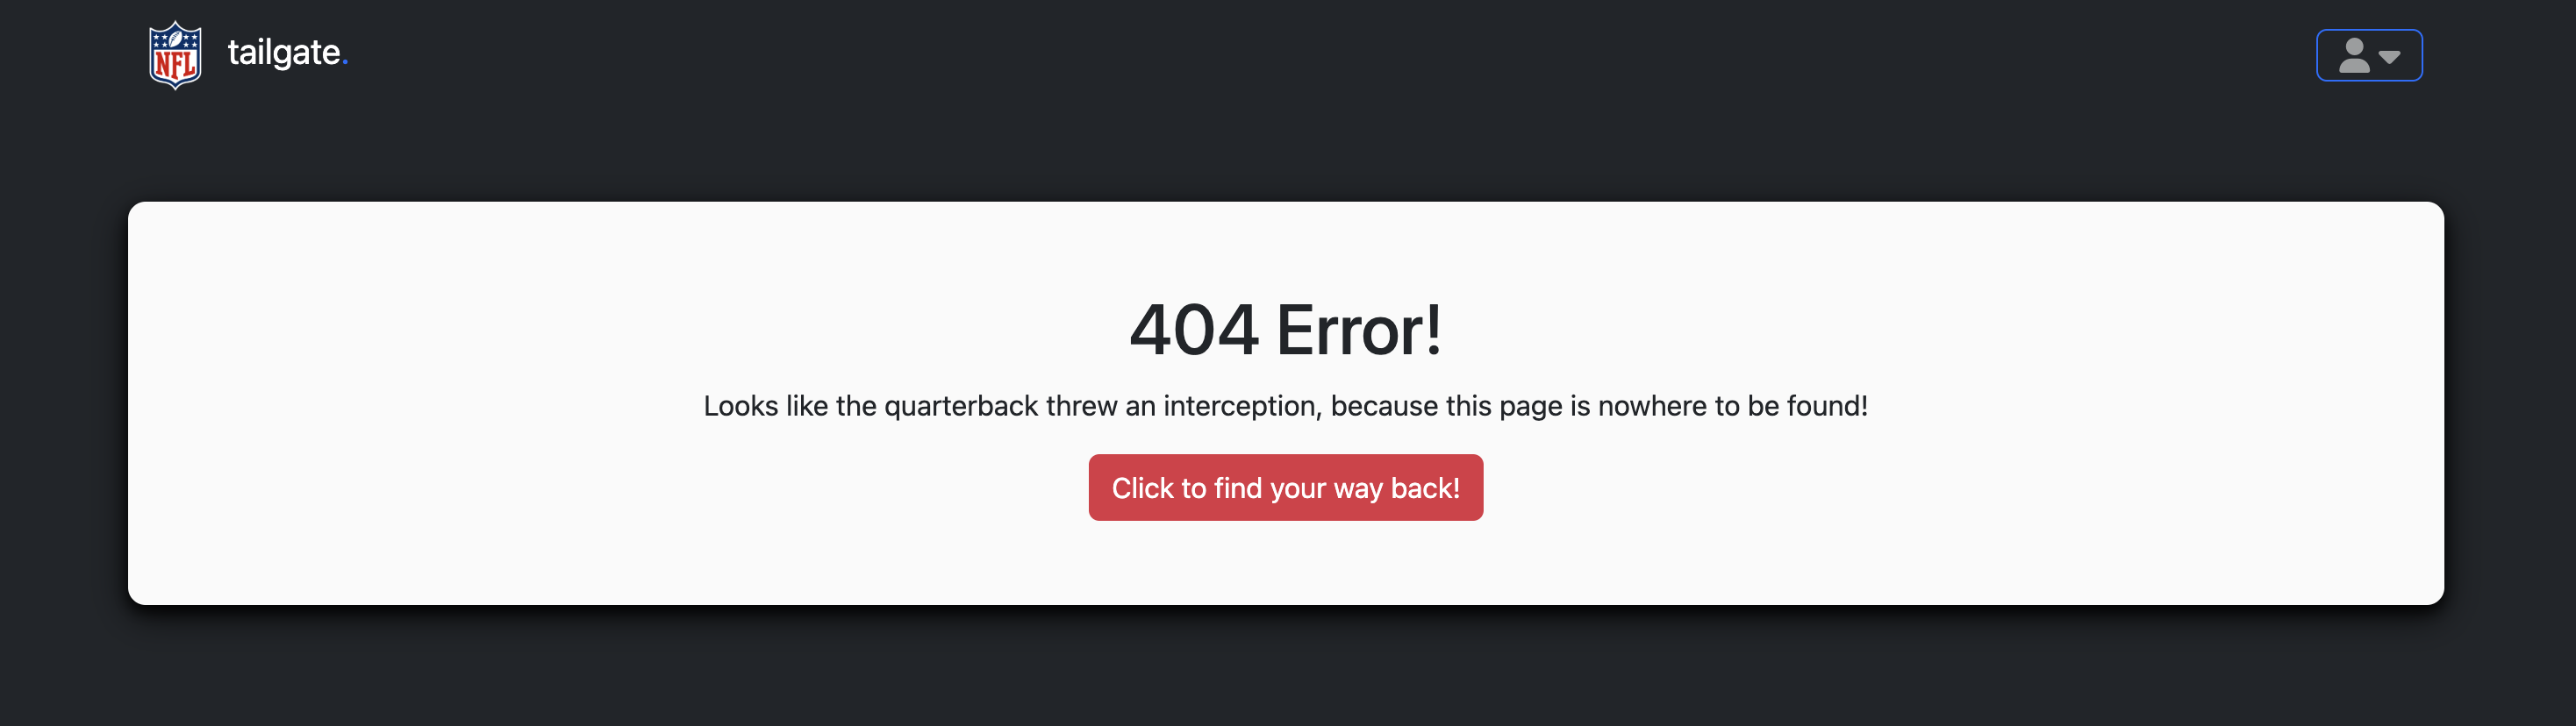 NFL
tailgate.
404 Error!
Looks like the quarterback threw an interception, because this page is nowhere to be found!
Click to find your way back!